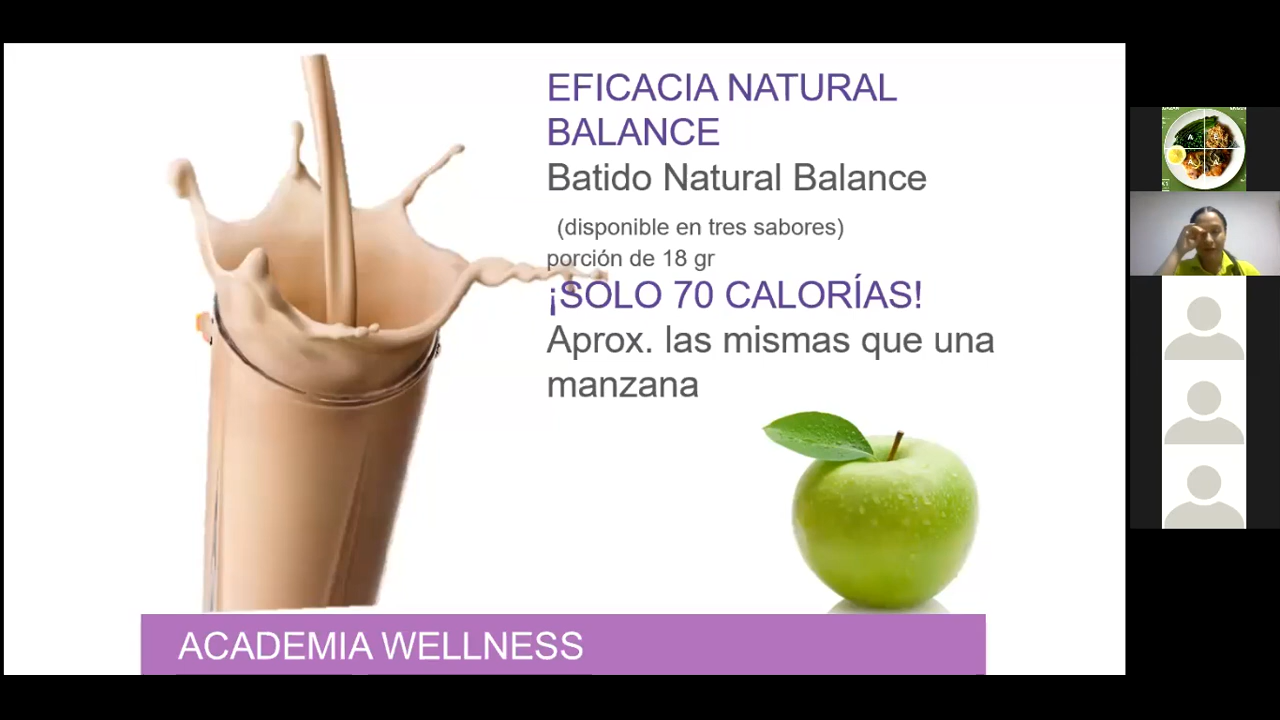 EFICACIA NATURAL
BALANCE
Batido Natural Balance
(disponible en tres sabores)
porción de 18 gr
¡SÓLO 70 CALORÍAS!
Aprox. las mismas que una
manzana
ACADEMIA WELLNESS